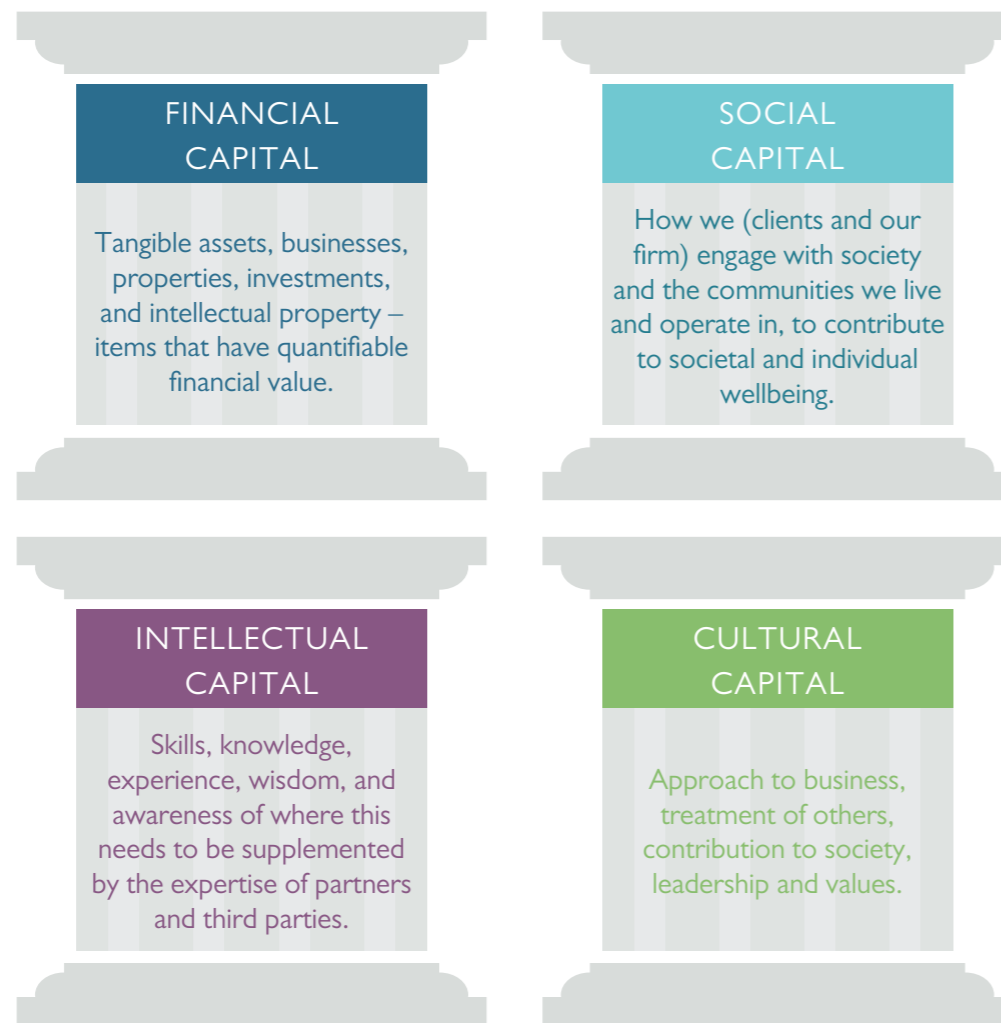 FINANCIAL
CAPITAL
Tangible assets, businesses,
properties, investments,
and intellectual property –
items that have quantifiable
financial value.
SOCIAL
CAPITAL
How we (clients and our
firm) engage with society
and the communities we live
and operate in, to contribute
to societal and individual
wellbeing.
INTELLECTUAL
CAPITAL
Skills, knowledge,
experience, wisdom, and
awareness of where this
needs to be supplemented
by the expertise of partners
and third parties.
CULTURAL
CAPITAL
Approach to business,
treatment of others,
contribution to society,
leadership and values.